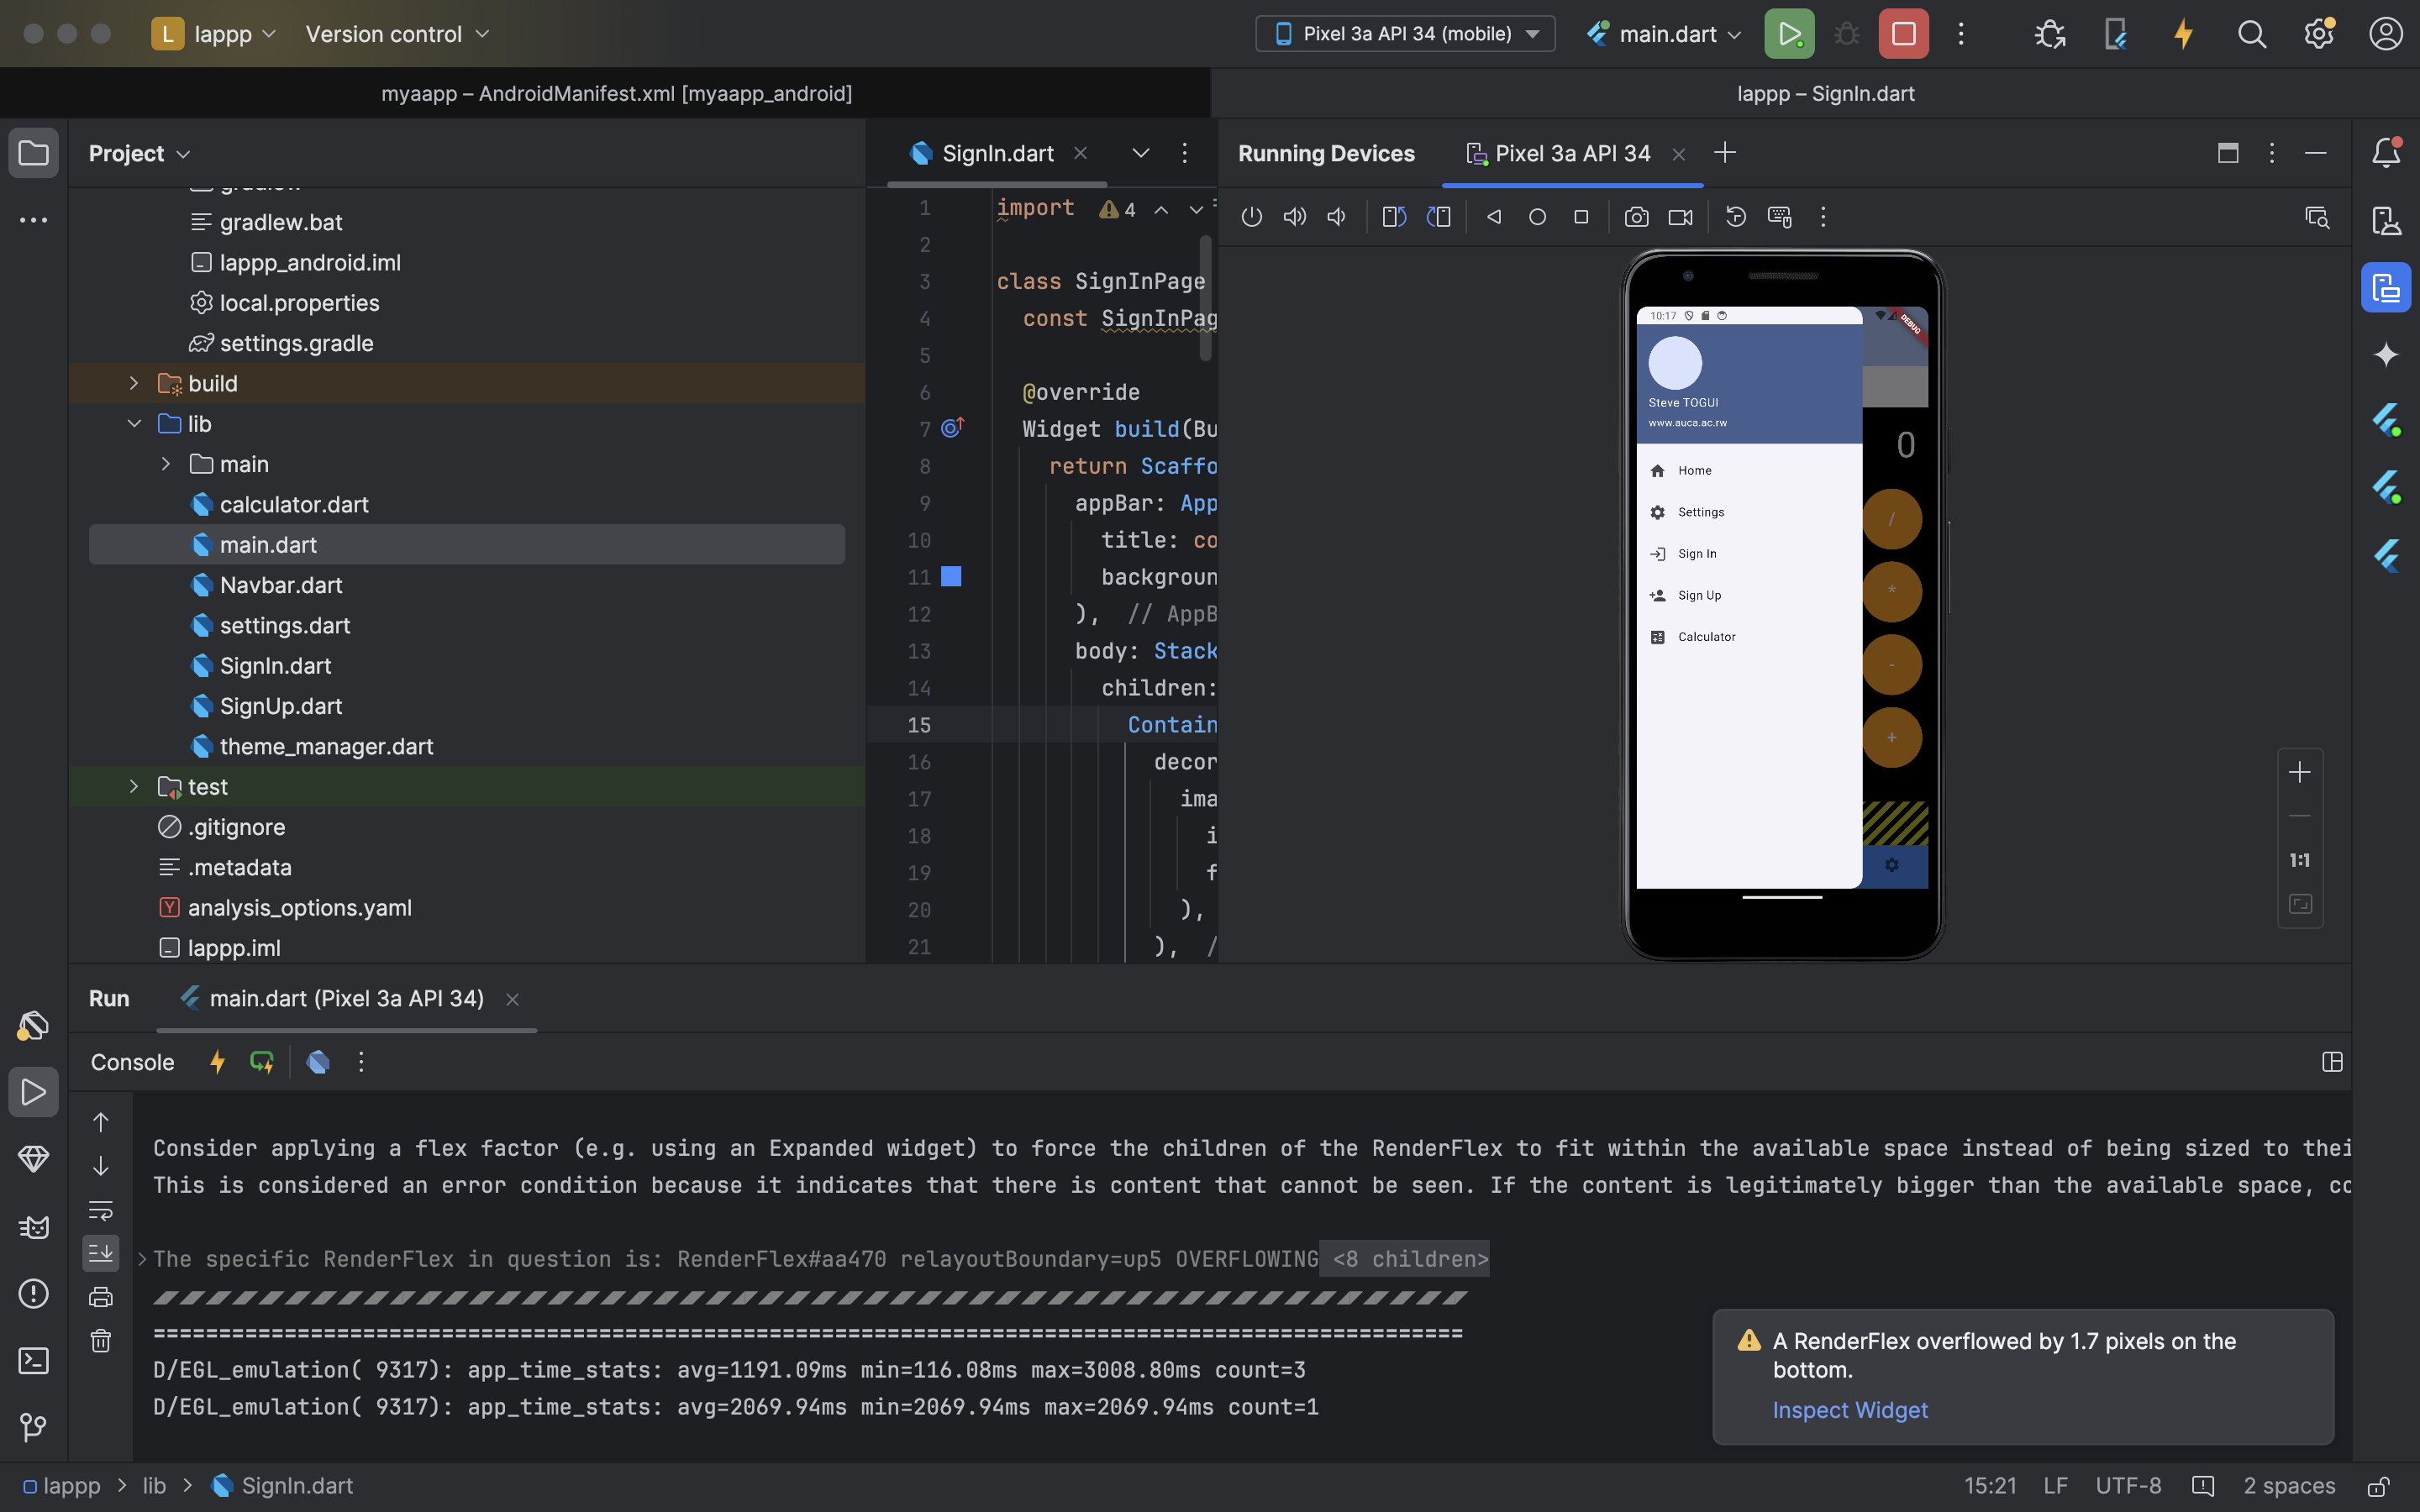 L lappp Version control Pixel 3a API 34 (mobile) main.dart
myaapp – AndroidManifest.xml [myaapp_android] lappp – SignIn.dart
Project
gradlew
gradlew.bat
lappp_android.iml
local.properties
settings.gradle
build
lib
main
calculator.dart
main.dart
Navbar.dart
settings.dart
SignIn.dart
SignUp.dart
theme_manager.dart
test
.gitignore
.metadata
analysis_options.yaml
lappp.iml
SignIn.dart
1 import 4
2
3 class SignInPage
4 const SignInPag
5
6 @override
7 Widget build(Bu
8 return Scaffo
9 appBar: App
10 title: co
11 backgroun
12 ), // AppB
13 body: Stack
14 children:
15 Contain
16 decor
17 ima
18 i
19 f
20 ),
21 ), /
Running Devices Pixel 3a API 34
10:17
DEBUG
Steve TOGUI
www.auca.ac.rw
Home
Settings
Sign In
Sign Up
Calculator
0
/
*
-
+
1:1
Run main.dart (Pixel 3a API 34)
Console
Consider applying a flex factor (e.g. using an Expanded widget) to force the children of the RenderFlex to fit within the available space instead of being sized to thei
This is considered an error condition because it indicates that there is content that cannot be seen. If the content is legitimately bigger than the available space, co
The specific RenderFlex in question is: RenderFlex#aa470 relayoutBoundary=up5 OVERFLOWING <8 children>
====================================================================================================
D/EGL_emulation( 9317): app_time_stats: avg=1191.09ms min=116.08ms max=3008.80ms count=3
D/EGL_emulation( 9317): app_time_stats: avg=2069.94ms min=2069.94ms max=2069.94ms count=1
A RenderFlex overflowed by 1.7 pixels on the
bottom.
Inspect Widget
lappp > lib > SignIn.dart 15:21 LF UTF-8 2 spaces